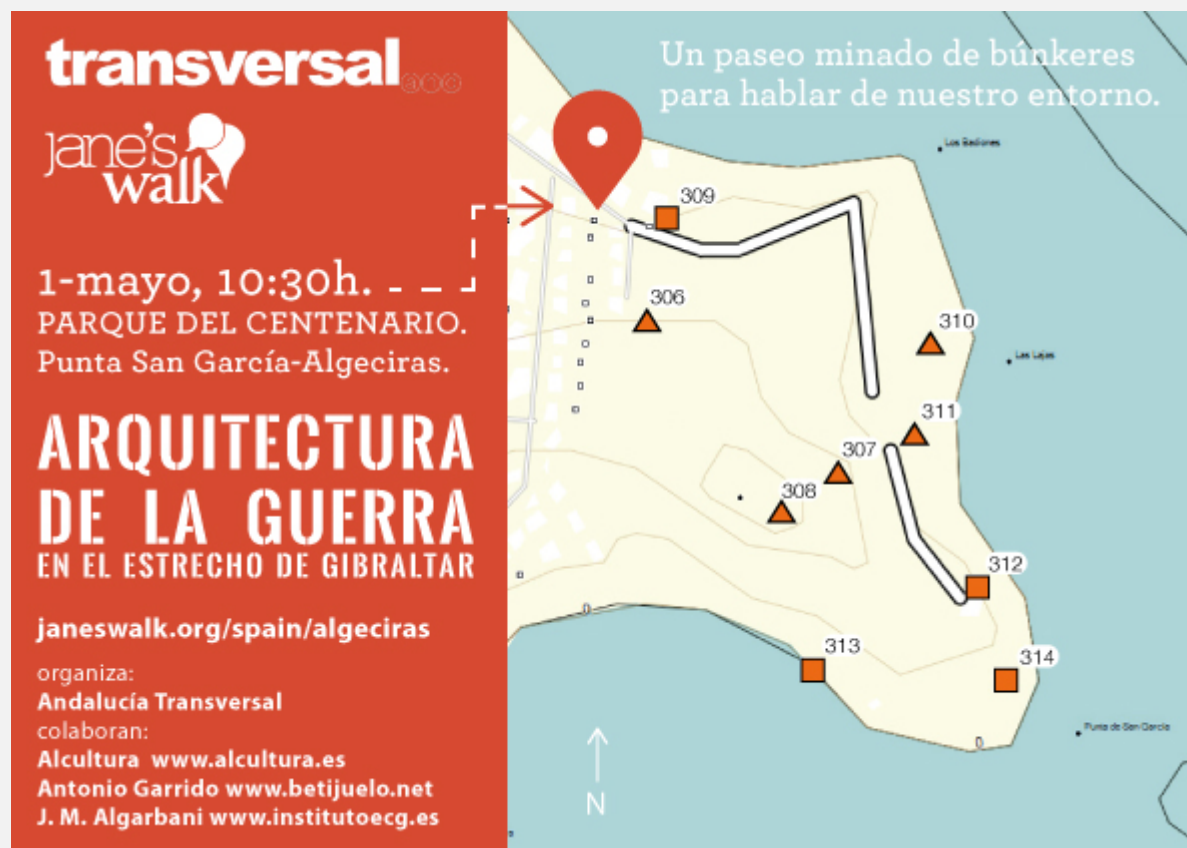 transversal
jane's
walk
1-mayo, 10:30h.
PARQUE DEL CENTENARIO.
Punta San García-Algeciras.
ARQUITECTURA
DE LA GUERRA
EN EL ESTRECHO DE GIBRALTAR
janeswalk.org/spain/algeciras
organiza:
Andalucía Transversal
colaboran:
Alcultura www.alcultura.es
Antonio Garrido www.betijuelo.net
J. M. Algarbani www.institutoecg.es
Un paseo minado de búnkeres
para hablar de nuestro entorno.
Los
309
306
310
Las Lajas
311
307
308
312
313
314
Punta de San García
N